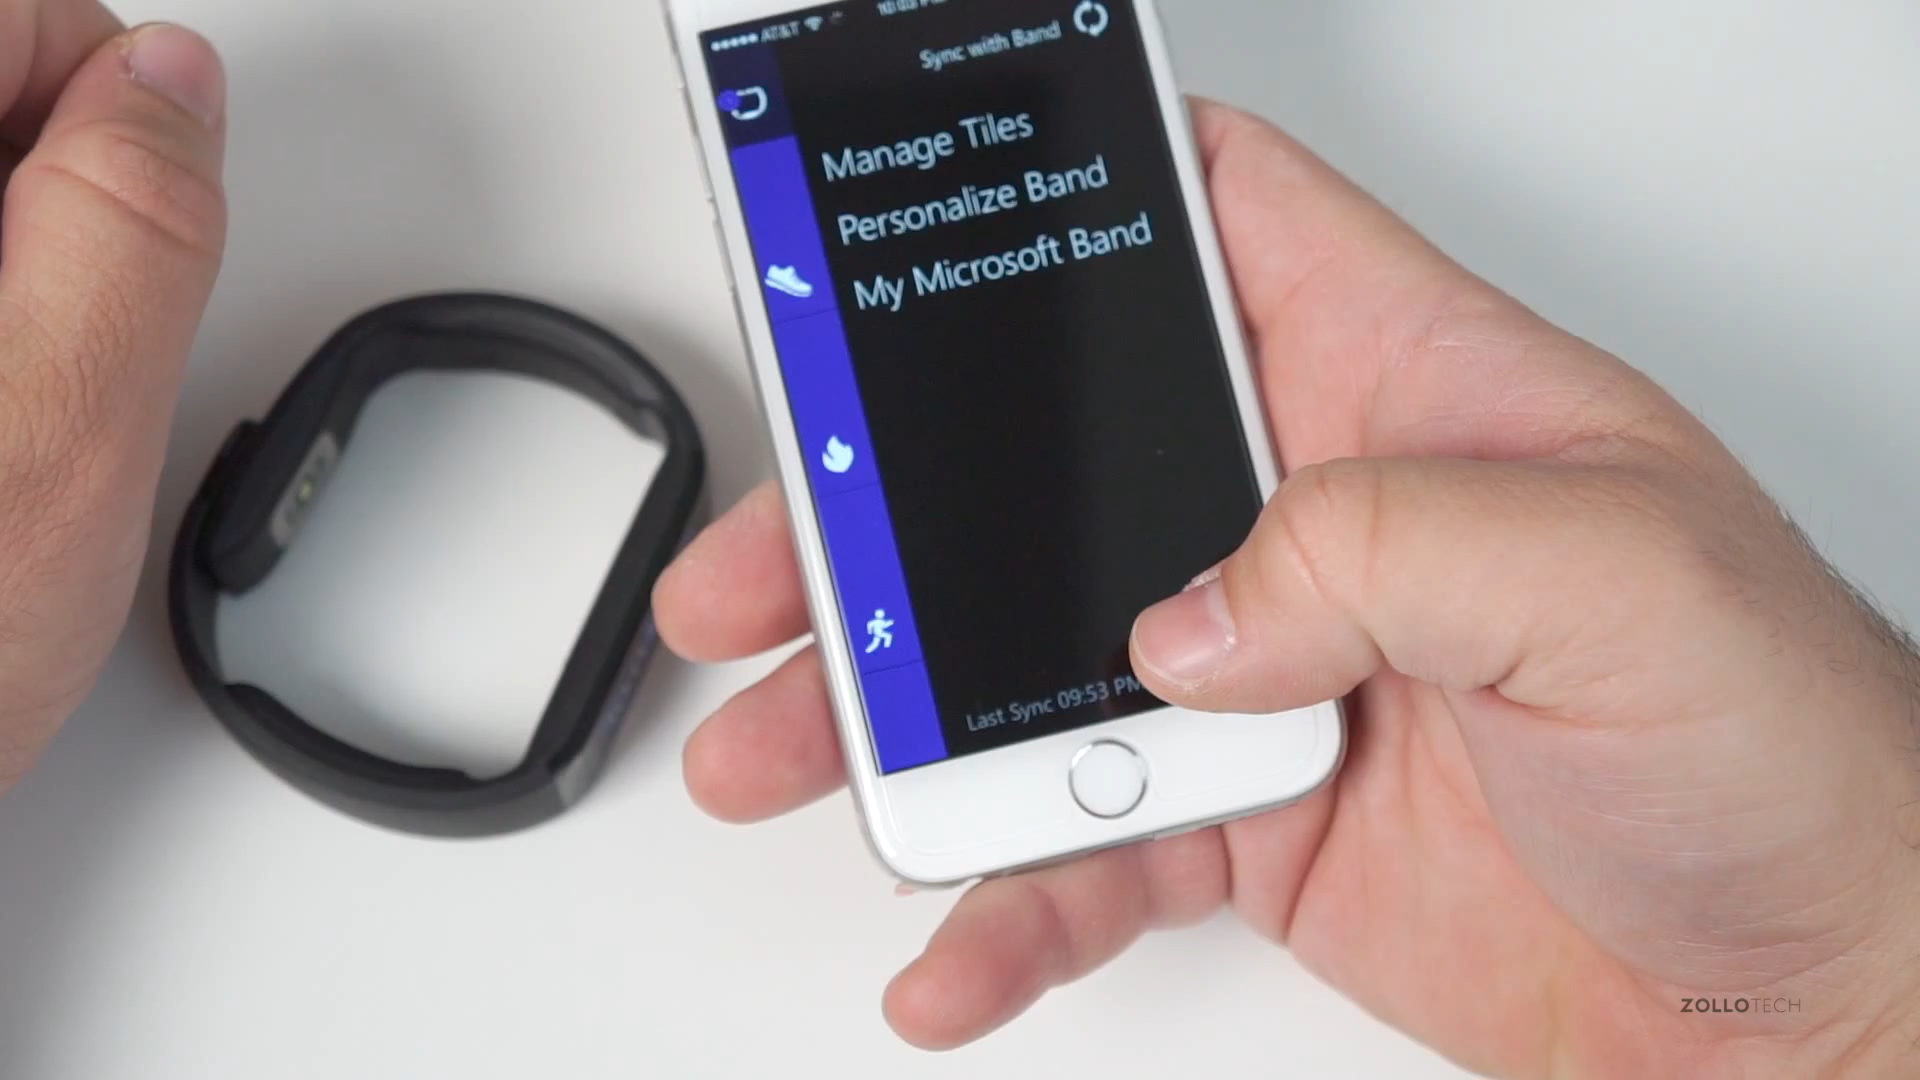 AT&T
Sync with Band
Manage Tiles
Personalize Band
My Microsoft Band
Last Sync 09:53 PM
ZOLLOTECH